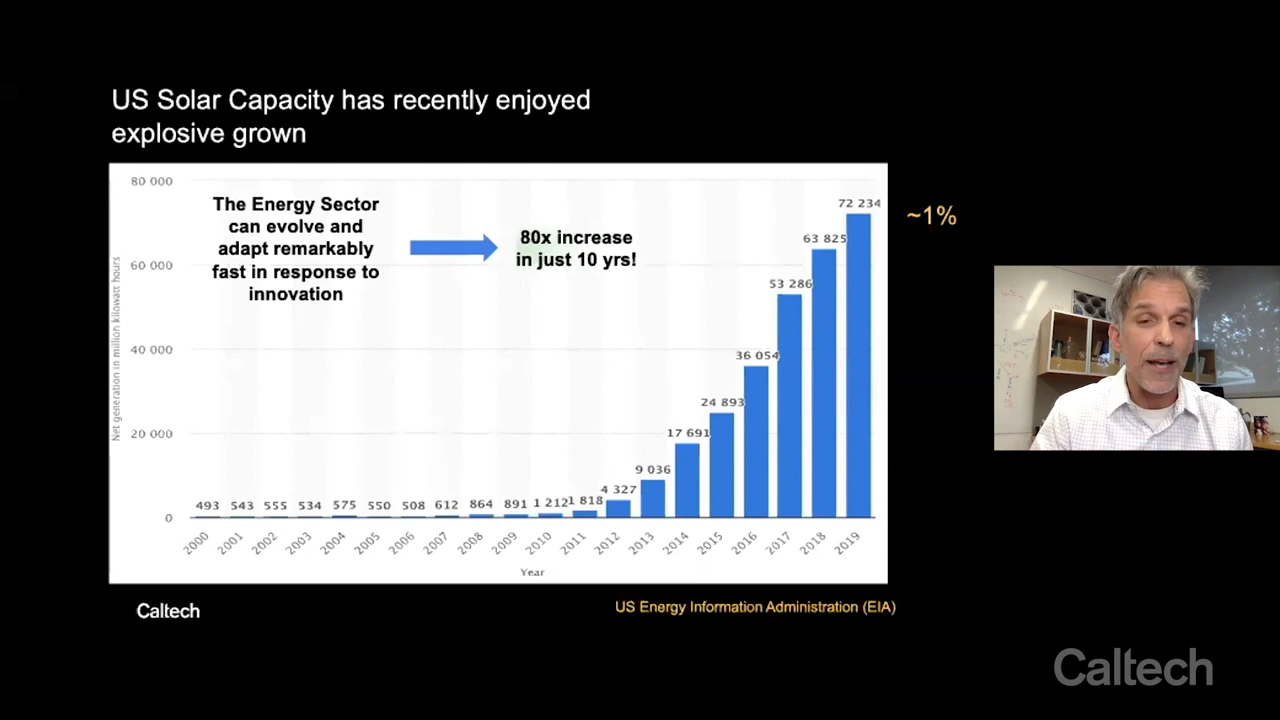 US Solar Capacity has recently enjoyed
explosive grown
80 000
60 000
40 000
20 000
0
Net generation in million kilowatt hours
The Energy Sector
can evolve and
adapt remarkably
fast in response to
innovation
80x increase
in just 10 yrs!
493 543 555 534 575 550 508 612 864 891 1 212 1 818 4 327 9 036 17 691 24 893 36 054 53 286 63 825 72 234
2000 2001 2002 2003 2004 2005 2006 2007 2008 2009 2010 2011 2012 2013 2014 2015 2016 2017 2018 2019
Year
~1%
Caltech
US Energy Information Administration (EIA)
Caltech